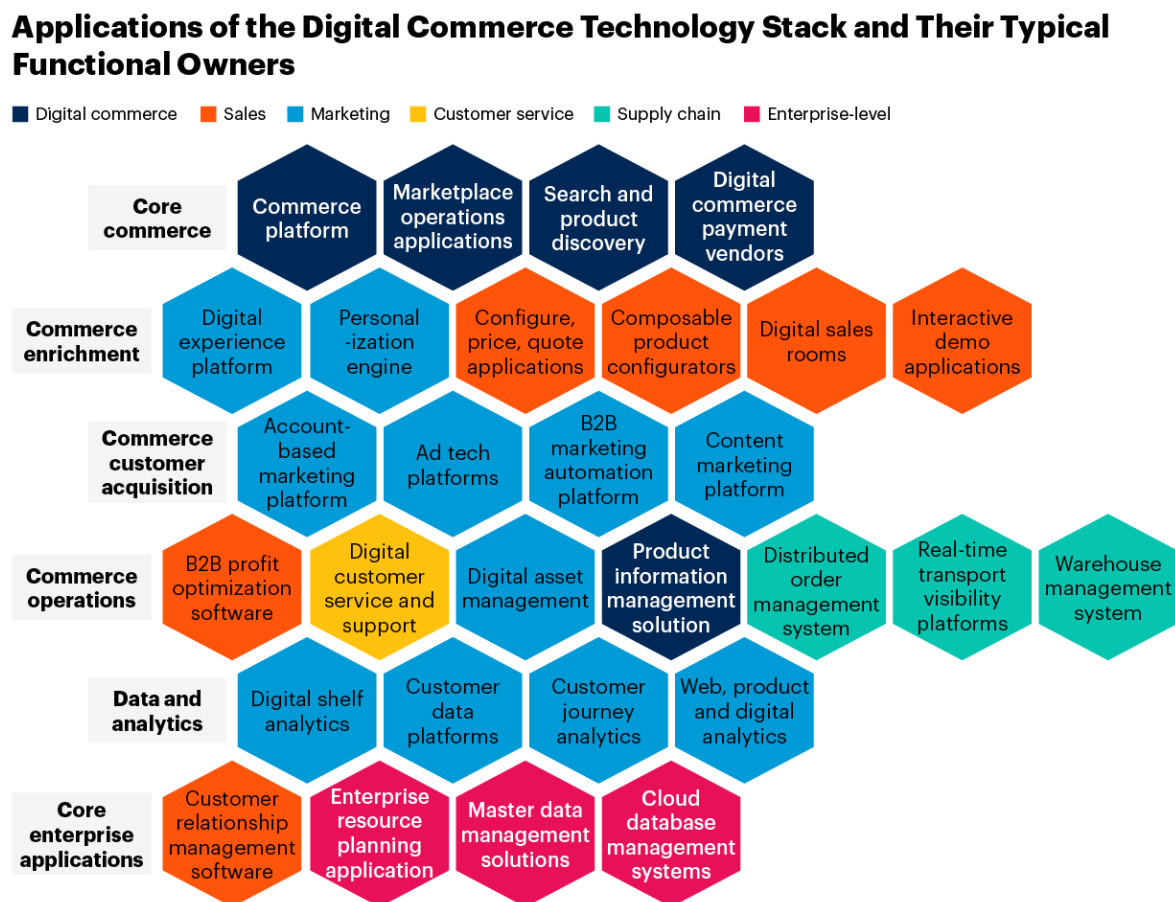 Applications of the Digital Commerce Technology Stack and Their Typical
Functional Owners
Digital commerce Sales Marketing Customer service Supply chain Enterprise-level
Core
commerce
Commerce
platform
Marketplace
operations
applications
Search and
product
discovery
Digital
commerce
payment
vendors
Commerce
enrichment
Digital
experience
platform
Personal
-ization
engine
Configure,
price, quote
applications
Composable
product
configurators
Digital sales
rooms
Interactive
demo
applications
Commerce
customer
acquisition
Account-
based
marketing
platform
Ad tech
platforms
B2B
marketing
automation
platform
Content
marketing
platform
Commerce
operations
B2B profit
optimization
software
Digital
customer
service and
support
Digital asset
management
Product
information
management
solution
Distributed
order
management
system
Real-time
transport
visibility
platforms
Warehouse
management
system
Data and
analytics
Digital shelf
analytics
Customer
data
platforms
Customer
journey
analytics
Web, product
and digital
analytics
Core
enterprise
applications
Customer
relationship
management
software
Enterprise
resource
planning
application
Master data
management
solutions
Cloud
database
management
systems